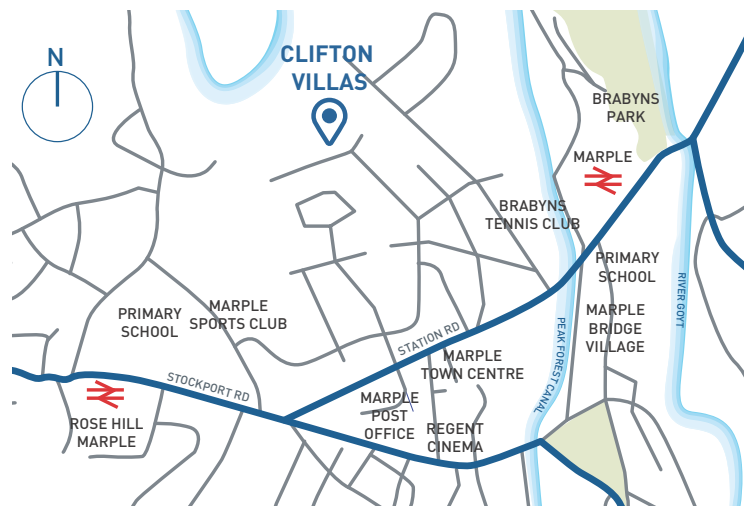 N
CLIFTON
VILLAS
BRABYNS
PARK
MARPLE
BRABYNS
TENNIS CLUB
PRIMARY
SCHOOL
RIVER GOYT
MARPLE
SPORTS CLUB
PRIMARY
SCHOOL
MARPLE
BRIDGE
VILLAGE
PEAK FOREST CANAL
STATION RD
MARPLE
TOWN CENTRE
STOCKPORT RD
MARPLE
POST
OFFICE
REGENT
CINEMA
ROSE HILL
MARPLE